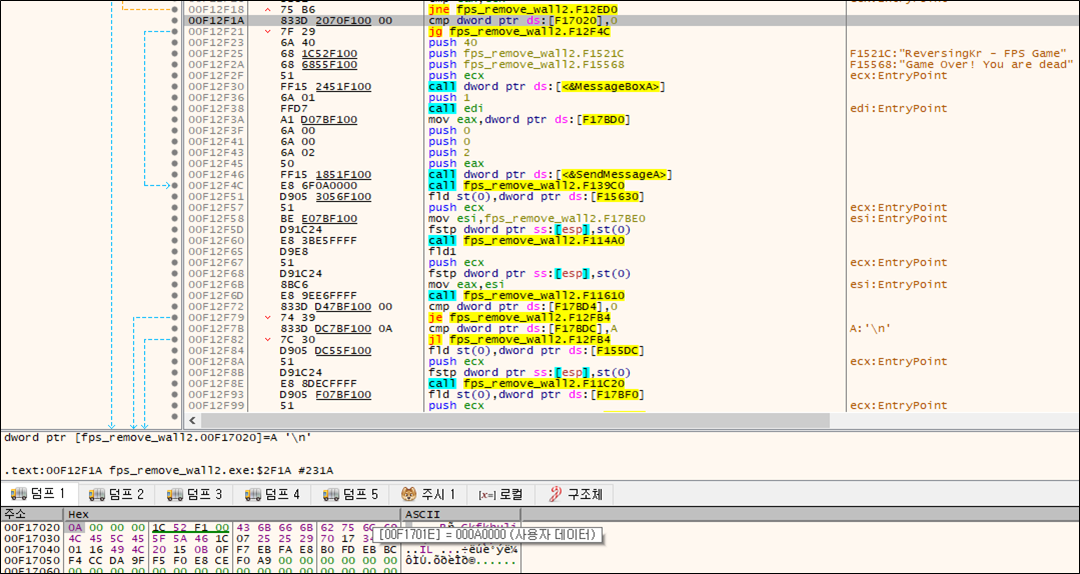 00F12F18 75 B6 jne fps_remove_wall2.F12ED0
00F12F1A 833D 2070F100 00 cmp dword ptr ds:[F17020],0
00F12F21 7F 29 jg fps_remove_wall2.F12F4C
00F12F23 6A 40 push 40
00F12F25 68 1C52F100 push fps_remove_wall2.F1521C F1521C:"ReversingKr - FPS Game"
00F12F2A 68 6855F100 push fps_remove_wall2.F15568 F15568:"Game Over! You are dead"
00F12F2F 51 push ecx ecx:EntryPoint
00F12F30 FF15 2451F100 call dword ptr ds:[<&MessageBoxA>]
00F12F36 6A 01 push 1
00F12F38 FFD7 call edi edi:EntryPoint
00F12F3A A1 D07BF100 mov eax,dword ptr ds:[F17BD0]
00F12F3F 6A 00 push 0
00F12F41 6A 00 push 0
00F12F43 6A 02 push 2
00F12F45 50 push eax
00F12F46 FF15 1851F100 call dword ptr ds:[<&SendMessageA>]
00F12F4C E8 6F0A0000 call fps_remove_wall2.F139C0
00F12F51 D905 3056F100 fld st(0),dword ptr ds:[F15630]
00F12F57 51 push ecx ecx:EntryPoint
00F12F58 BE E07BF100 mov esi,fps_remove_wall2.F17BE0 esi:EntryPoint
00F12F5D D91C24 fstp dword ptr ss:[esp],st(0)
00F12F60 E8 3BE5FFFF call fps_remove_wall2.F114A0
00F12F65 D9E8 fld1
00F12F67 51 push ecx ecx:EntryPoint
00F12F68 D91C24 fstp dword ptr ss:[esp],st(0)
00F12F6B 8BC6 mov eax,esi esi:EntryPoint
00F12F6D E8 9EE6FFFF call fps_remove_wall2.F11610
00F12F72 833D D47BF100 00 cmp dword ptr ds:[F17BD4],0
00F12F79 74 39 je fps_remove_wall2.F12FB4
00F12F7B 833D DC7BF100 0A cmp dword ptr ds:[F17BDC],A A:'\n'
00F12F82 7C 30 jl fps_remove_wall2.F12FB4
00F12F84 D905 DC55F100 fld st(0),dword ptr ds:[F155DC]
00F12F8A 51 push ecx ecx:EntryPoint
00F12F8B D91C24 fstp dword ptr ss:[esp],st(0)
00F12F8E E8 8DECFFFF call fps_remove_wall2.F11C20
00F12F93 D905 F07BF100 fld st(0),dword ptr ds:[F17BF0]
00F12F99 51 push ecx ecx:EntryPoint
dword ptr [fps_remove_wall2.00F17020]=A '\n'
.text:00F12F1A fps_remove_wall2.exe:$2F1A #231A
덤프 1 덤프 2 덤프 3 덤프 4 덤프 5 주시 1 [x=] 로컬 구조체
주소 Hex ASCII
00F17020 0A 00 00 00 1C 52 F1 00 43 6B 66 6B 62 75 6C
[00F1701E] = 000A0000 (사용자 데이터)
00F17030 4C 45 5C 45 5F 5A 46 1C 07 25 25 29 70 17
00F17040 01 16 49 4C 20 15 0B 0F F7 EB FA E8 B0 FD EB BC ..IL ...÷ëúè°ýë¼
00F17050 F4 CC DA 9F F5 F0 E8 CE F0 A9 00 00 00 00 00 00 ôÌÚ.õðèÎð©......